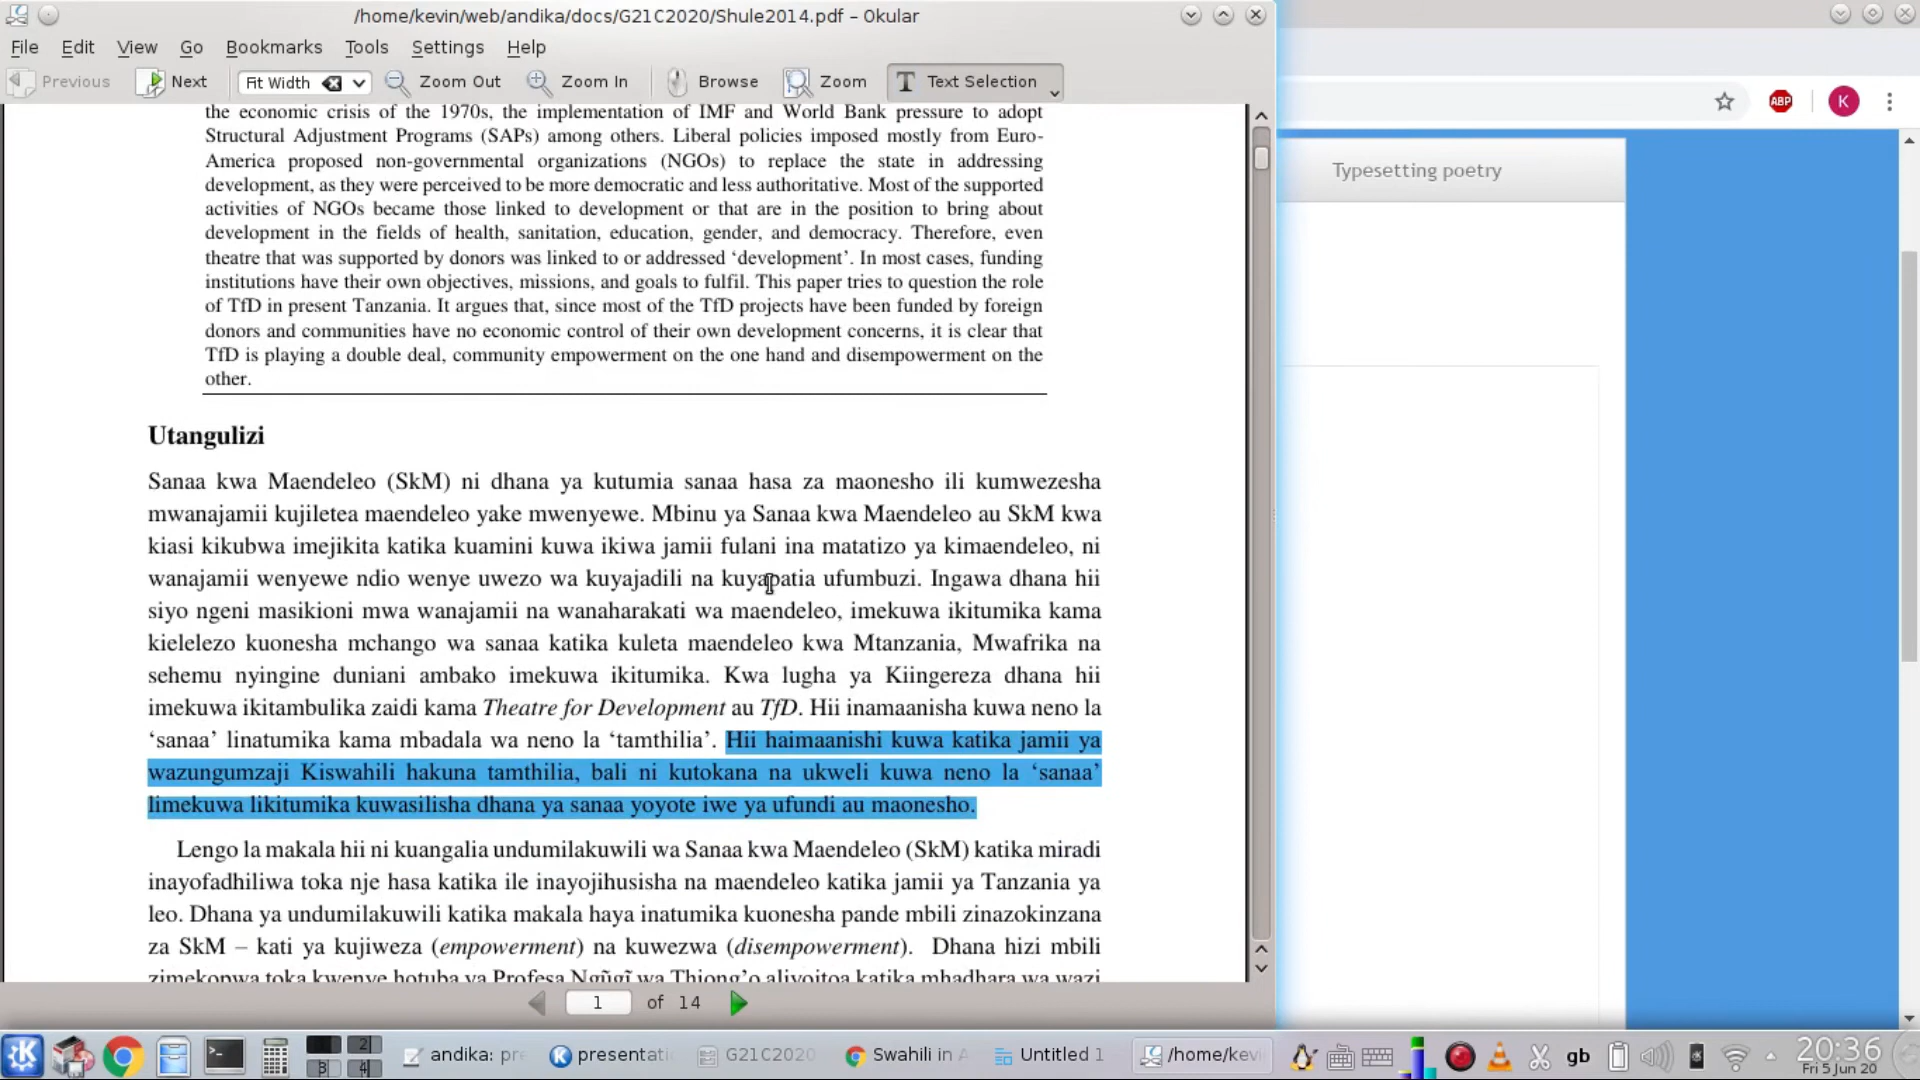 /home/kevin/web/andika/docs/G21C2020/Shule2014.pdf – Okular
File Edit View Go Bookmarks Tools Settings Help
Previous Next Fit Width Zoom Out Zoom In Browse Zoom Text Selection
ABP K
Typesetting poetry
the economic crisis of the 1970s, the implementation of IMF and World Bank pressure to adopt
Structural Adjustment Programs (SAPs) among others. Liberal policies imposed mostly from Euro-
America proposed non-governmental organizations (NGOs) to replace the state in addressing
development, as they were perceived to be more democratic and less authoritative. Most of the supported
activities of NGOs became those linked to development or that are in the position to bring about
development in the fields of health, sanitation, education, gender, and democracy. Therefore, even
theatre that was supported by donors was linked to or addressed ‘development’. In most cases, funding
institutions have their own objectives, missions, and goals to fulfil. This paper tries to question the role
of TfD in present Tanzania. It argues that, since most of the TfD projects have been funded by foreign
donors and communities have no economic control of their own development concerns, it is clear that
TfD is playing a double deal, community empowerment on the one hand and disempowerment on the
other.
Utangulizi
Sanaa kwa Maendeleo (SkM) ni dhana ya kutumia sanaa hasa za maonesho ili kumwezesha
mwanajamii kujiletea maendeleo yake mwenyewe. Mbinu ya Sanaa kwa Maendeleo au SkM kwa
kiasi kikubwa imejikita katika kuamini kuwa ikiwa jamii fulani ina matatizo ya kimaendeleo, ni
wanajamii wenyewe ndio wenye uwezo wa kuyajadili na kuyapatia ufumbuzi. Ingawa dhana hii
siyo ngeni masikioni mwa wanajamii na wanaharakati wa maendeleo, imekuwa ikitumika kama
kielelezo kuonesha mchango wa sanaa katika kuleta maendeleo kwa Mtanzania, Mwafrika na
sehemu nyingine duniani ambako imekuwa ikitumika. Kwa lugha ya Kiingereza dhana hii
imekuwa ikitambulika zaidi kama Theatre for Development au TfD. Hii inamaanisha kuwa neno la
‘sanaa’ linatumika kama mbadala wa neno la ‘tamthilia’. Hii haimaanishi kuwa katika jamii ya
wazungumzaji Kiswahili hakuna tamthilia, bali ni kutokana na ukweli kuwa neno la ‘sanaa’
limekuwa likitumika kuwasilisha dhana ya sanaa yoyote iwe ya ufundi au maonesho.
Lengo la makala hii ni kuangalia undumilakuwili wa Sanaa kwa Maendeleo (SkM) katika miradi
inayofadhiliwa toka nje hasa katika ile inayojihusisha na maendeleo katika jamii ya Tanzania ya
leo. Dhana ya undumilakuwili katika makala haya inatumika kuonesha pande mbili zinazokinzana
za SkM – kati ya kujiweza (empowerment) na kuwezwa (disempowerment). Dhana hizi mbili
zimekopwa toka kwenye hotuba ya Profesa Ngũgĩ wa Thiong’o aliyoitoa katika mhadhara wa wazi
1 of 14
2 3 4 andika: pre presentati G21C2020 Swahili in A Untitled 1 /home/kevi gb 20:36
Fri 5 Jun 20